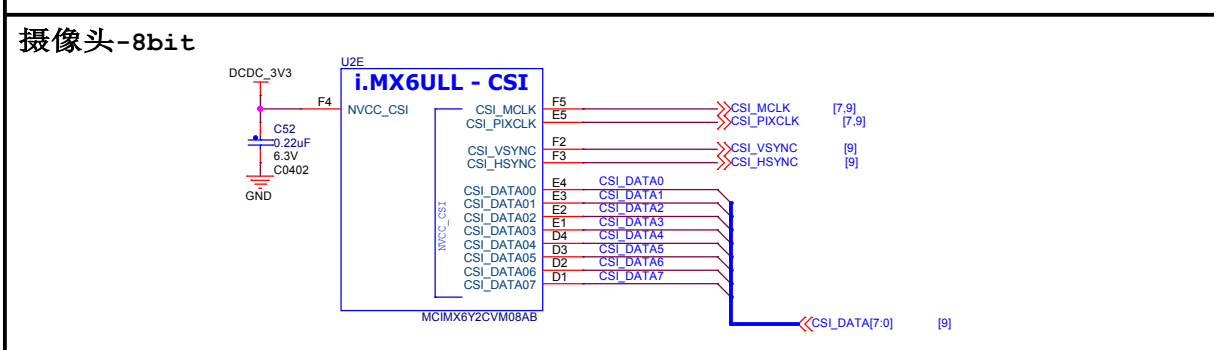 摄像头-8bit
U2E
DCDC_3V3
i.MX6ULL - CSI
F4
NVCC_CSI
CSI_MCLK F5 CSI_MCLK [7,9]
CSI_PIXCLK E5 CSI_PIXCLK [7,9]
C52
0.22uF
6.3V
C0402
GND
CSI_VSYNC F2 CSI_VSYNC [9]
CSI_HSYNC F3 CSI_HSYNC [9]
NVCC_CSI
CSI_DATA00 E4 CSI_DATA0
CSI_DATA01 E3 CSI_DATA1
CSI_DATA02 E2 CSI_DATA2
CSI_DATA03 E1 CSI_DATA3
CSI_DATA04 D4 CSI_DATA4
CSI_DATA05 D3 CSI_DATA5
CSI_DATA06 D2 CSI_DATA6
CSI_DATA07 D1 CSI_DATA7
MCIMX6Y2CVM08AB
CSI_DATA[7:0] [9]